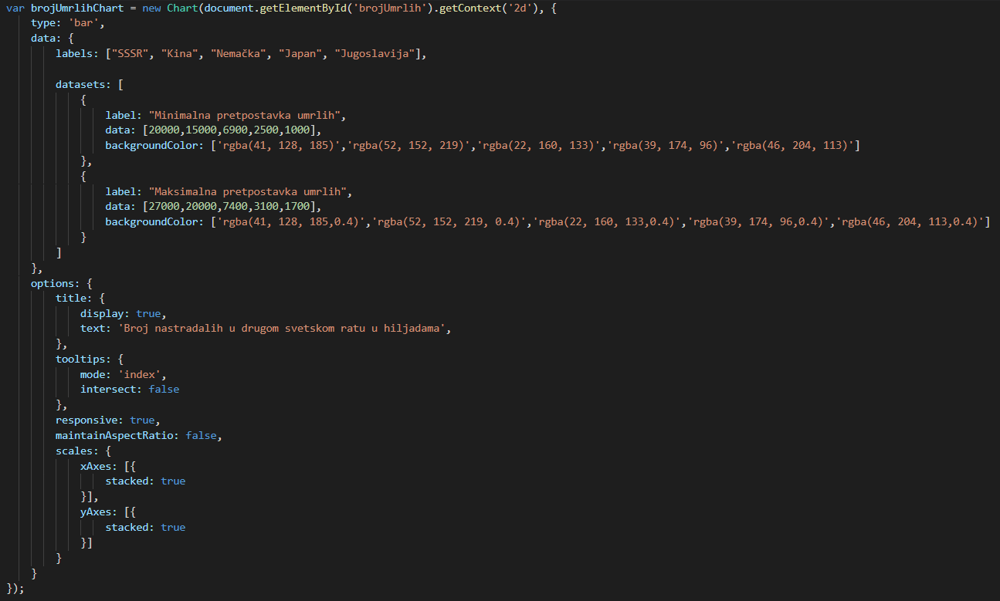 var brojUmrlihChart = new Chart(document.getElementById('brojUmrlih').getContext('2d'), {
    type: 'bar',
    data: {
        labels: ["SSSR", "Kina", "Nemačka", "Japan", "Jugoslavija"],

        datasets: [
            {
                label: "Minimalna pretpostavka umrlih",
                data: [20000,15000,6900,2500,1000],
                backgroundColor: ['rgba(41, 128, 185)','rgba(52, 152, 219)','rgba(22, 160, 133)','rgba(39, 174, 96)','rgba(46, 204, 113)']
            },
            {
                label: "Maksimalna pretpostavka umrlih",
                data: [27000,20000,7400,3100,1700],
                backgroundColor: ['rgba(41, 128, 185,0.4)','rgba(52, 152, 219, 0.4)','rgba(22, 160, 133,0.4)','rgba(39, 174, 96,0.4)','rgba(46, 204, 113,0.4)']
            }
        ]
    },
    options: {
        title: {
            display: true,
            text: 'Broj nastradalih u drugom svetskom ratu u hiljadama',
        },
        tooltips: {
            mode: 'index',
            intersect: false
        },
        responsive: true,
        maintainAspectRatio: false,
        scales: {
            xAxes: [{
                stacked: true
            }],
            yAxes: [{
                stacked: true
            }]
        }
    }
});